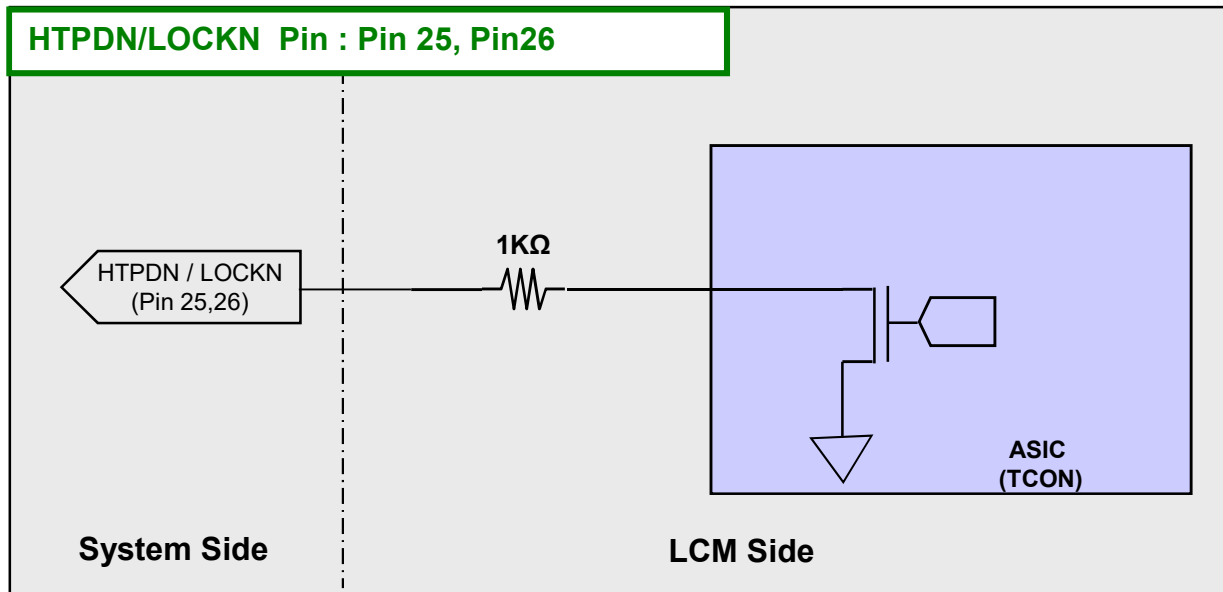 HTPDN/LOCKN Pin : Pin 25, Pin26
1KΩ
HTPDN / LOCKN
(Pin 25,26)
ASIC
(TCON)
System Side
LCM Side